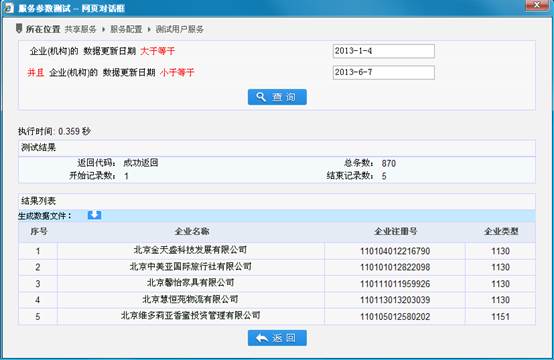 服务参数测试 -- 网页对话框
所在位置 共享服务 服务配置 测试用户服务
企业(机构)的 数据更新日期 大于等于 2013-1-4
并且 企业(机构)的 数据更新日期 小于等于 2013-6-7
查 询
执行时间: 0.359 秒
测试结果
返回代码: 成功返回 总条数: 870
开始记录数: 1 结束记录数: 5
结果列表
生成数据文件:
序号 企业名称 企业注册号 企业类型
1 北京金天盛科技发展有限公司 110104012216790 1130
2 北京中美亚国际旅行社有限公司 110101012822098 1130
3 北京馨怡家具有限公司 110111011959926 1130
4 北京慧恒苑物流有限公司 110113013203039 1130
5 北京维多莉亚香蜜投资管理有限公司 110105012580202 1151
返 回